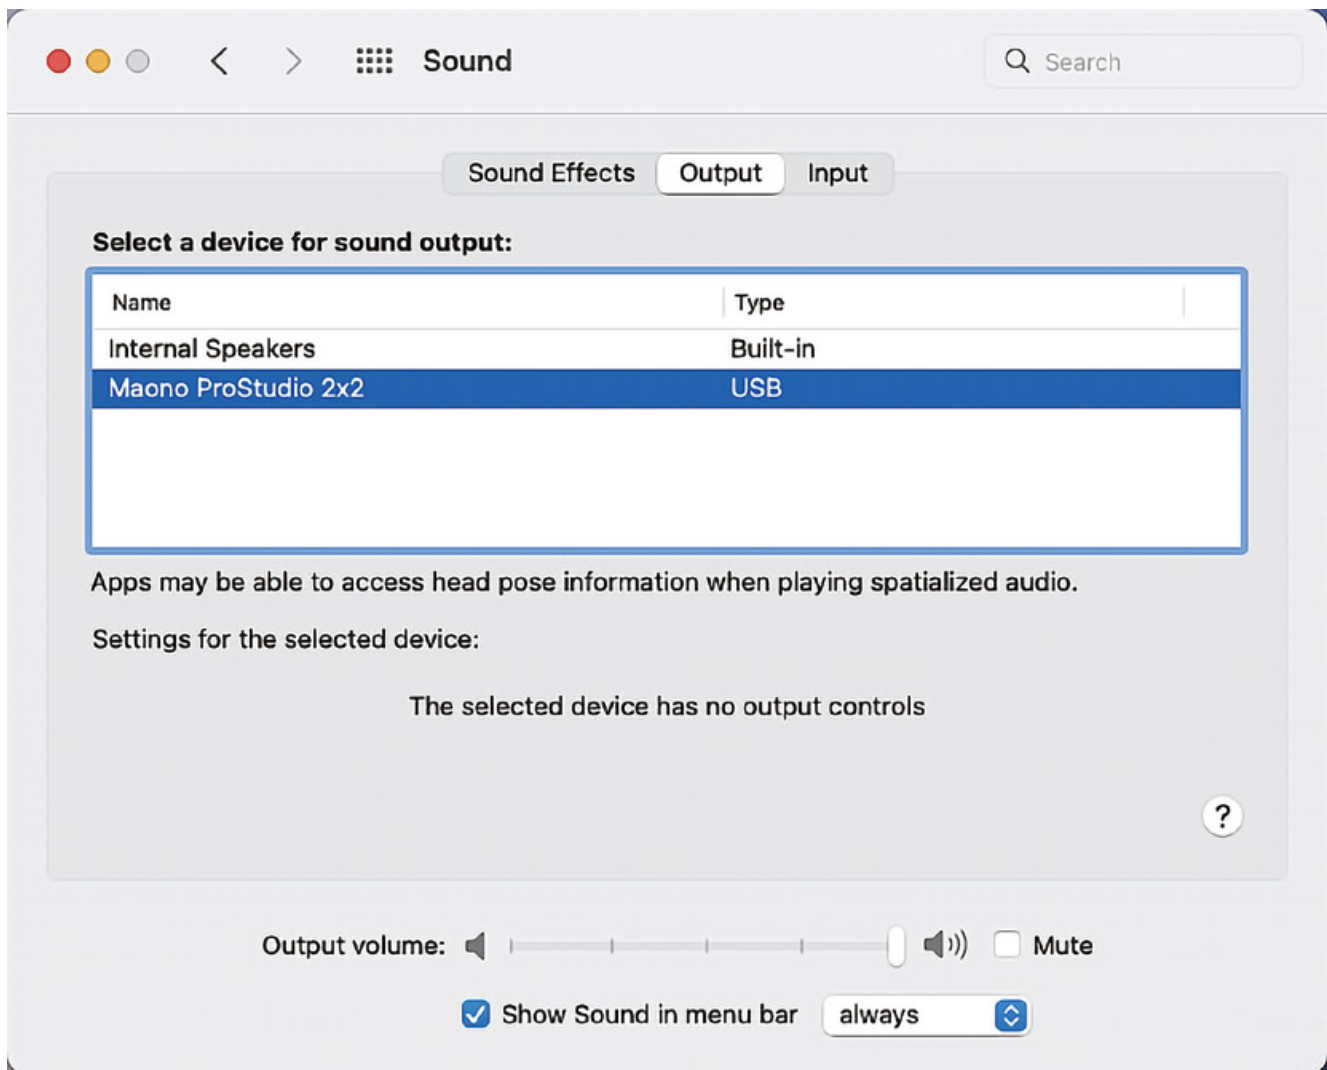 Sound
Search
Sound Effects Output Input
Select a device for sound output:
Name Type
Internal Speakers Built-in
Maono ProStudio 2x2 USB
Apps may be able to access head pose information when playing spatialized audio.
Settings for the selected device:
The selected device has no output controls
?
Output volume: Mute
Show Sound in menu bar always